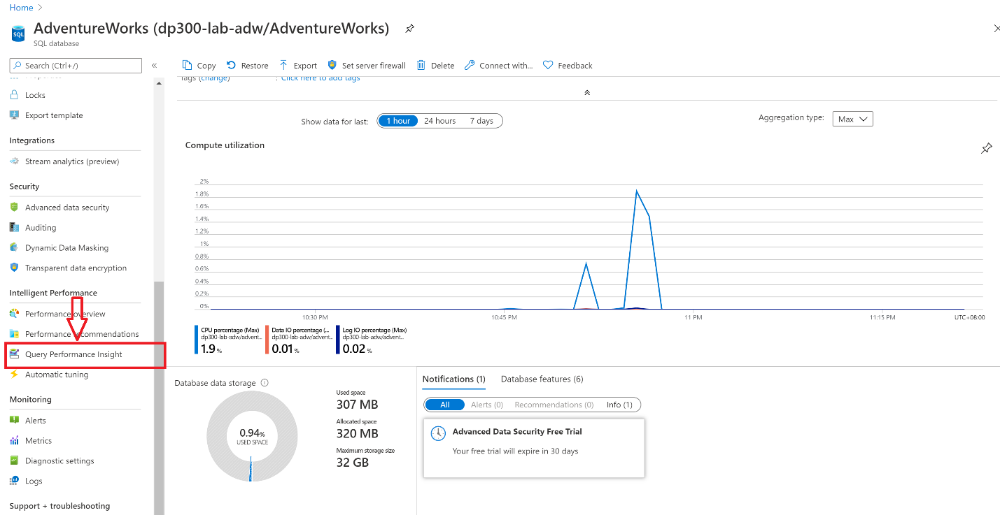 Home >
AdventureWorks (dp300-lab-adw/AdventureWorks)
SQL
SQL database
Search (Ctrl+/)
«
Copy
Restore
Export
Set server firewall
Delete
Connect with...
Feedback
Properties
Locks
Export template
Integrations
Stream analytics (preview)
Security
Advanced data security
Auditing
Dynamic Data Masking
Transparent data encryption
Intelligent Performance
Performance overview
Performance recommendations
Query Performance Insight
Automatic tuning
Monitoring
Alerts
Metrics
Diagnostic settings
Logs
Support + troubleshooting
Tags (change) : Click here to add tags
Show data for last: 1 hour 24 hours 7 days
Aggregation type: Max
Compute utilization
2%
1.8%
1.6%
1.4%
1.2%
1%
0.8%
0.6%
0.4%
0.2%
0%
10:30 PM 10:45 PM 11 PM 11:15 PM UTC+08:00
CPU percentage (Max)
dp300-lab-adw/advent...
1.9 %
Data IO percentage (...
dp300-lab-adw/advent...
0.01 %
Log IO percentage (Max)
dp300-lab-adw/advent...
0.02 %
Database data storage
0.94%
USED SPACE
Used space
307 MB
Allocated space
320 MB
Maximum storage size
32 GB
Notifications (1) Database features (6)
All Alerts (0) Recommendations (0) Info (1)
Advanced Data Security Free Trial
Your free trial will expire in 30 days